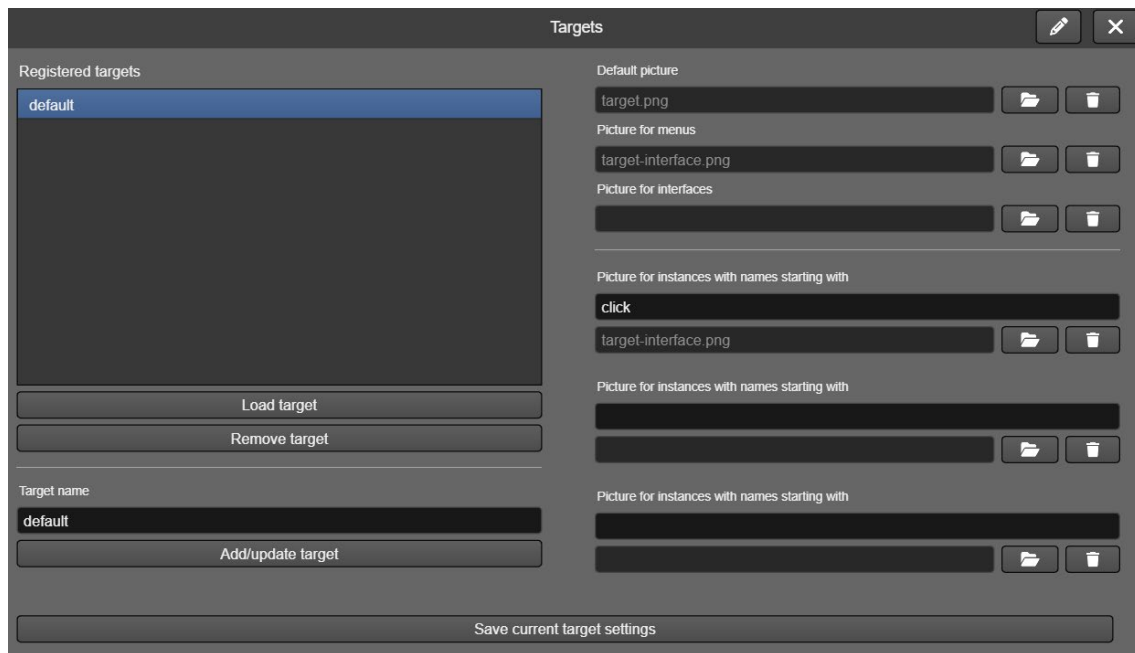 Targets
Registered targets
default
Load target
Remove target
Target name
default
Add/update target
Default picture
target.png
Picture for menus
target-interface.png
Picture for interfaces
Picture for instances with names starting with
click
target-interface.png
Picture for instances with names starting with
Picture for instances with names starting with
Save current target settings